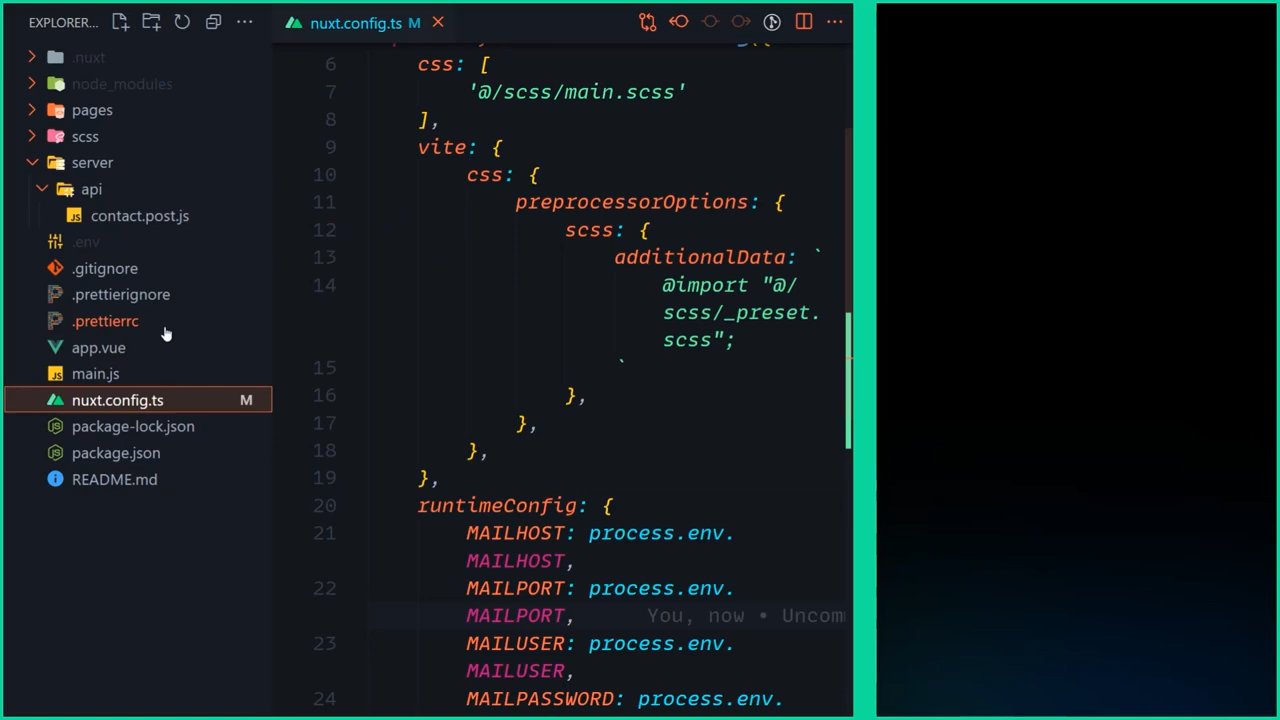 EXPLORER...
.nuxt
node_modules
pages
scss
server
api
JS contact.post.js
.env
.gitignore
.prettierignore
.prettierrc
app.vue
JS main.js
nuxt.config.ts M
package-lock.json
package.json
README.md
nuxt.config.ts M
6 css: [
7 '@/scss/main.scss'
8 ],
9 vite: {
10 css: {
11 preprocessorOptions: {
12 scss: {
13 additionalData: `
14 @import "@/
scss/_preset.
scss";
15 `
16 },
17 },
18 },
19 },
20 runtimeConfig: {
21 MAILHOST: process.env.
MAILHOST,
22 MAILPORT: process.env.
MAILPORT, You, now • Uncom
23 MAILUSER: process.env.
MAILUSER,
24 MAILPASSWORD: process.env.